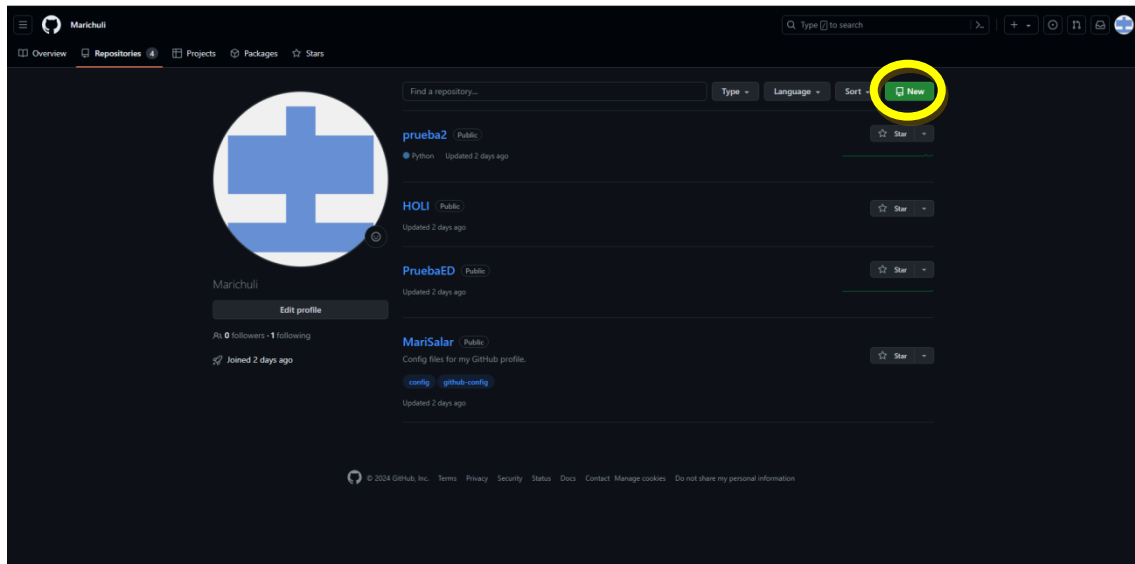 Marichuli
Type / to search
Overview Repositories 4 Projects Packages Stars
Find a repository... Type Language Sort New
prueba2 Public Star
Python Updated 2 days ago
HOLI Public Star
Updated 2 days ago
PruebaED Public Star
Updated 2 days ago
Marichuli
Edit profile
0 followers · 1 following
Joined 2 days ago
MariSalar Public
Config files for my GitHub profile. Star
config github-config
Updated 2 days ago
© 2024 GitHub, Inc. Terms Privacy Security Status Docs Contact Manage cookies Do not share my personal information